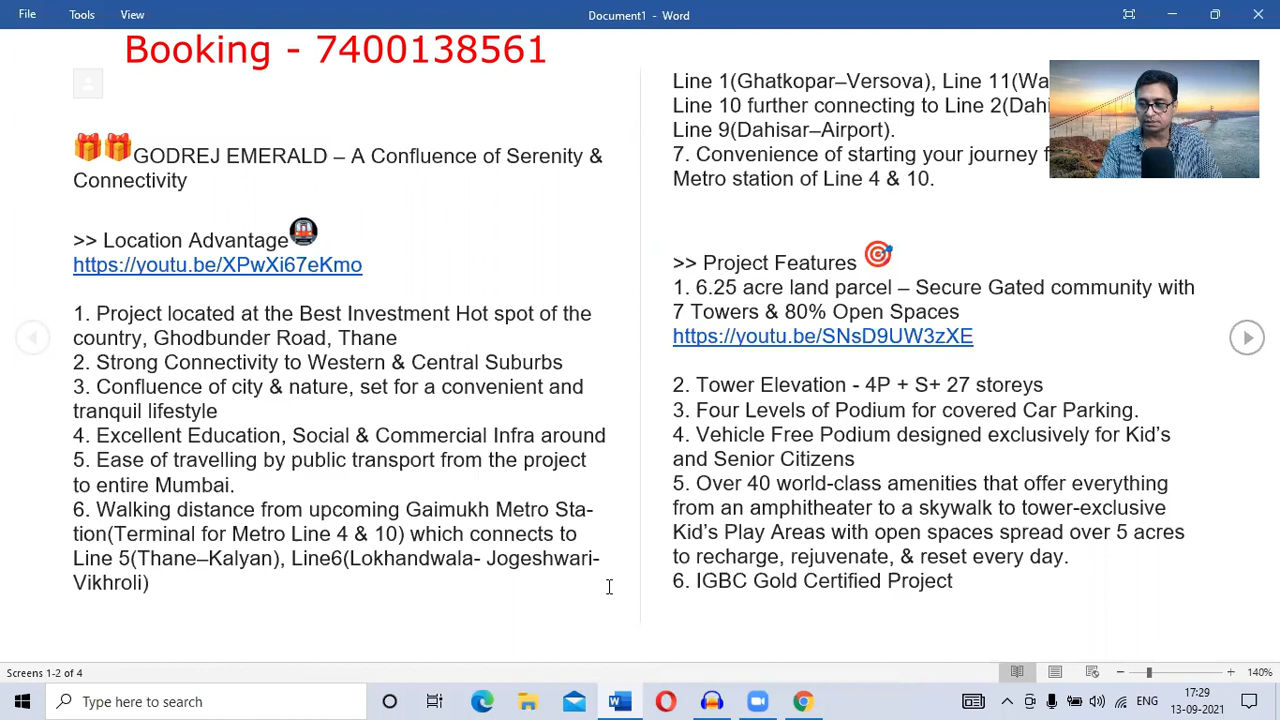 File
Tools
View
Document1 - Word
Booking - 7400138561
GODREJ EMERALD – A Confluence of Serenity &
Connectivity
>> Location Advantage
https://youtu.be/XPwXi67eKmo
1. Project located at the Best Investment Hot spot of the
country, Ghodbunder Road, Thane
2. Strong Connectivity to Western & Central Suburbs
3. Confluence of city & nature, set for a convenient and
tranquil lifestyle
4. Excellent Education, Social & Commercial Infra around
5. Ease of travelling by public transport from the project
to entire Mumbai.
6. Walking distance from upcoming Gaimukh Metro Sta-
tion(Terminal for Metro Line 4 & 10) which connects to
Line 5(Thane–Kalyan), Line6(Lokhandwala- Jogeshwari-
Vikhroli)
Line 1(Ghatkopar–Versova), Line 11(Wa
Line 10 further connecting to Line 2(Dahi
Line 9(Dahisar–Airport).
7. Convenience of starting your journey f
Metro station of Line 4 & 10.
>> Project Features
1. 6.25 acre land parcel – Secure Gated community with
7 Towers & 80% Open Spaces
https://youtu.be/SNsD9UW3zXE
2. Tower Elevation - 4P + S+ 27 storeys
3. Four Levels of Podium for covered Car Parking.
4. Vehicle Free Podium designed exclusively for Kid's
and Senior Citizens
5. Over 40 world-class amenities that offer everything
from an amphitheater to a skywalk to tower-exclusive
Kid's Play Areas with open spaces spread over 5 acres
to recharge, rejuvenate, & reset every day.
6. IGBC Gold Certified Project
Screens 1-2 of 4
140%
Type here to search
ENG
17:29
13-09-2021